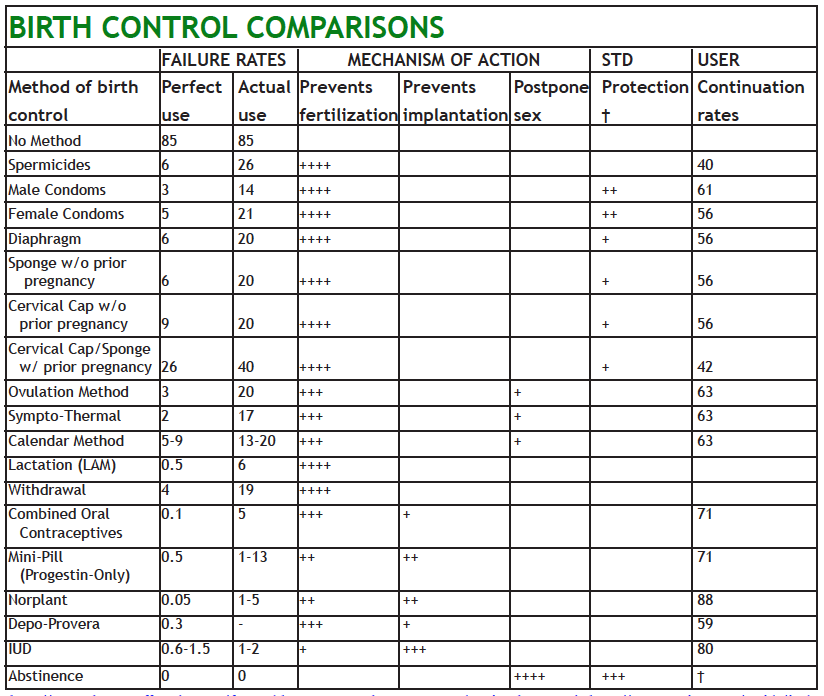 BIRTH CONTROL COMPARISONS
FAILURE RATES MECHANISM OF ACTION STD USER
Method of birth control Perfect use Actual use Prevents fertilization Prevents implantation Postpone sex Protection † Continuation rates
No Method 85 85
Spermicides 6 26 ++++ 40
Male Condoms 3 14 ++++ ++ 61
Female Condoms 5 21 ++++ ++ 56
Diaphragm 6 20 ++++ + 56
Sponge w/o prior
pregnancy 6 20 ++++ + 56
Cervical Cap w/o
prior pregnancy 9 20 ++++ + 56
Cervical Cap/Sponge
w/ prior pregnancy 26 40 ++++ + 42
Ovulation Method 3 20 +++ + 63
Sympto-Thermal 2 17 +++ + 63
Calendar Method 5-9 13-20 +++ + 63
Lactation (LAM) 0.5 6 ++++
Withdrawal 4 19 ++++
Combined Oral 0.1 5 +++ + 71
Contraceptives
Mini-Pill 0.5 1-13 ++ ++ 71
(Progestin-Only)
Norplant 0.05 1-5 ++ ++ 88
Depo-Provera 0.3 - +++ + 59
IUD 0.6-1.5 1-2 + +++ 80
Abstinence 0 0 ++++ +++ †